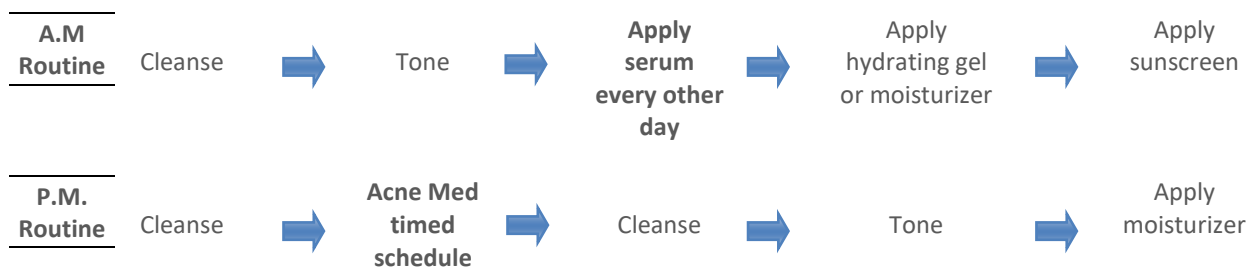 A.M
Routine
Cleanse
Tone
Apply
serum
every other
day
Apply
hydrating gel
or moisturizer
Apply
sunscreen
P.M.
Routine
Cleanse
Acne Med
timed
schedule
Cleanse
Tone
Apply
moisturizer